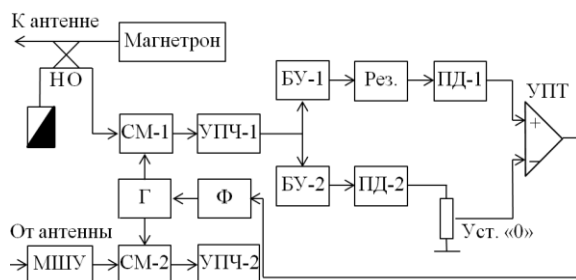 К антенне
Магнетрон
НО
БУ-1
Рез.
ПД-1
УПТ
СМ-1
УПЧ-1
+
−
БУ-2
ПД-2
Г
Ф
Уст. «0»
От антенны
МШУ
СМ-2
УПЧ-2